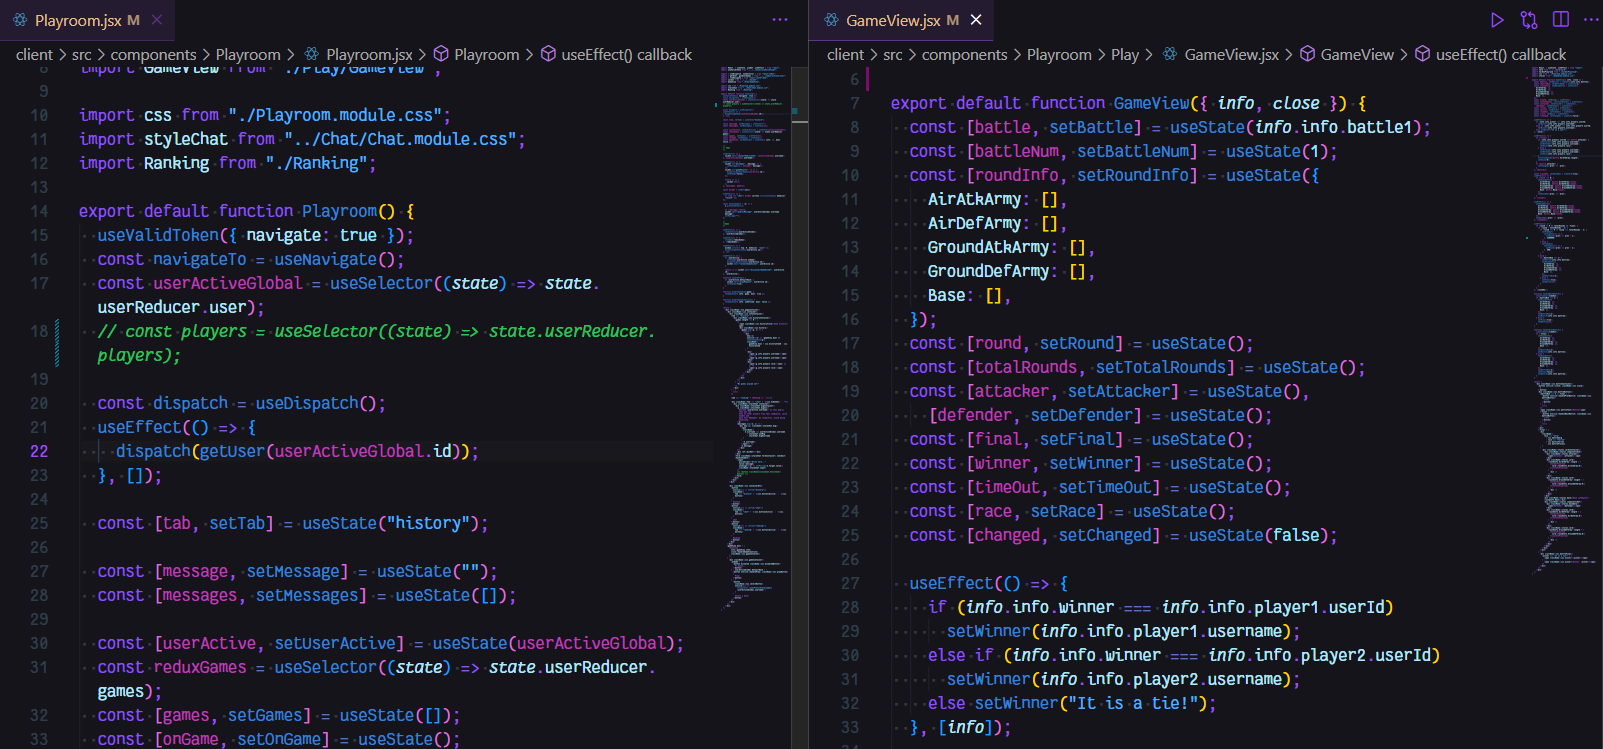 Playroom.jsx M
client > src > components > Playroom > Playroom.jsx > Playroom > useEffect() callback
8 import GameView from "./Play/GameView";
9
10 import css from "./Playroom.module.css";
11 import styleChat from "../Chat/Chat.module.css";
12 import Ranking from "./Ranking";
13
14 export default function Playroom() {
15 useValidToken({ navigate: true });
16 const navigateTo = useNavigate();
17 const userActiveGlobal = useSelector((state) => state.
userReducer.user);
18 // const players = useSelector((state) => state.userReducer.
players);
19
20 const dispatch = useDispatch();
21 useEffect(() => {
22 dispatch(getUser(userActiveGlobal.id));
23 }, []);
24
25 const [tab, setTab] = useState("history");
26
27 const [message, setMessage] = useState("");
28 const [messages, setMessages] = useState([]);
29
30 const [userActive, setUserActive] = useState(userActiveGlobal);
31 const reduxGames = useSelector((state) => state.userReducer.
games);
32 const [games, setGames] = useState([]);
33 const [onGame, setOnGame] = useState();
GameView.jsx M
client > src > components > Playroom > Play > GameView.jsx > GameView > useEffect() callback
6
7 export default function GameView({ info, close }) {
8 const [battle, setBattle] = useState(info.info.battle1);
9 const [battleNum, setBattleNum] = useState(1);
10 const [roundInfo, setRoundInfo] = useState({
11 AirAtkArmy: [],
12 AirDefArmy: [],
13 GroundAtkArmy: [],
14 GroundDefArmy: [],
15 Base: [],
16 });
17 const [round, setRound] = useState();
18 const [totalRounds, setTotalRounds] = useState();
19 const [attacker, setAttacker] = useState(),
20 [defender, setDefender] = useState();
21 const [final, setFinal] = useState();
22 const [winner, setWinner] = useState();
23 const [timeOut, setTimeOut] = useState();
24 const [race, setRace] = useState();
25 const [changed, setChanged] = useState(false);
26
27 useEffect(() => {
28 if (info.info.winner === info.info.player1.userId)
29 setWinner(info.info.player1.username);
30 else if (info.info.winner === info.info.player2.userId)
31 setWinner(info.info.player2.username);
32 else setWinner("It is a tie!");
33 }, [info]);